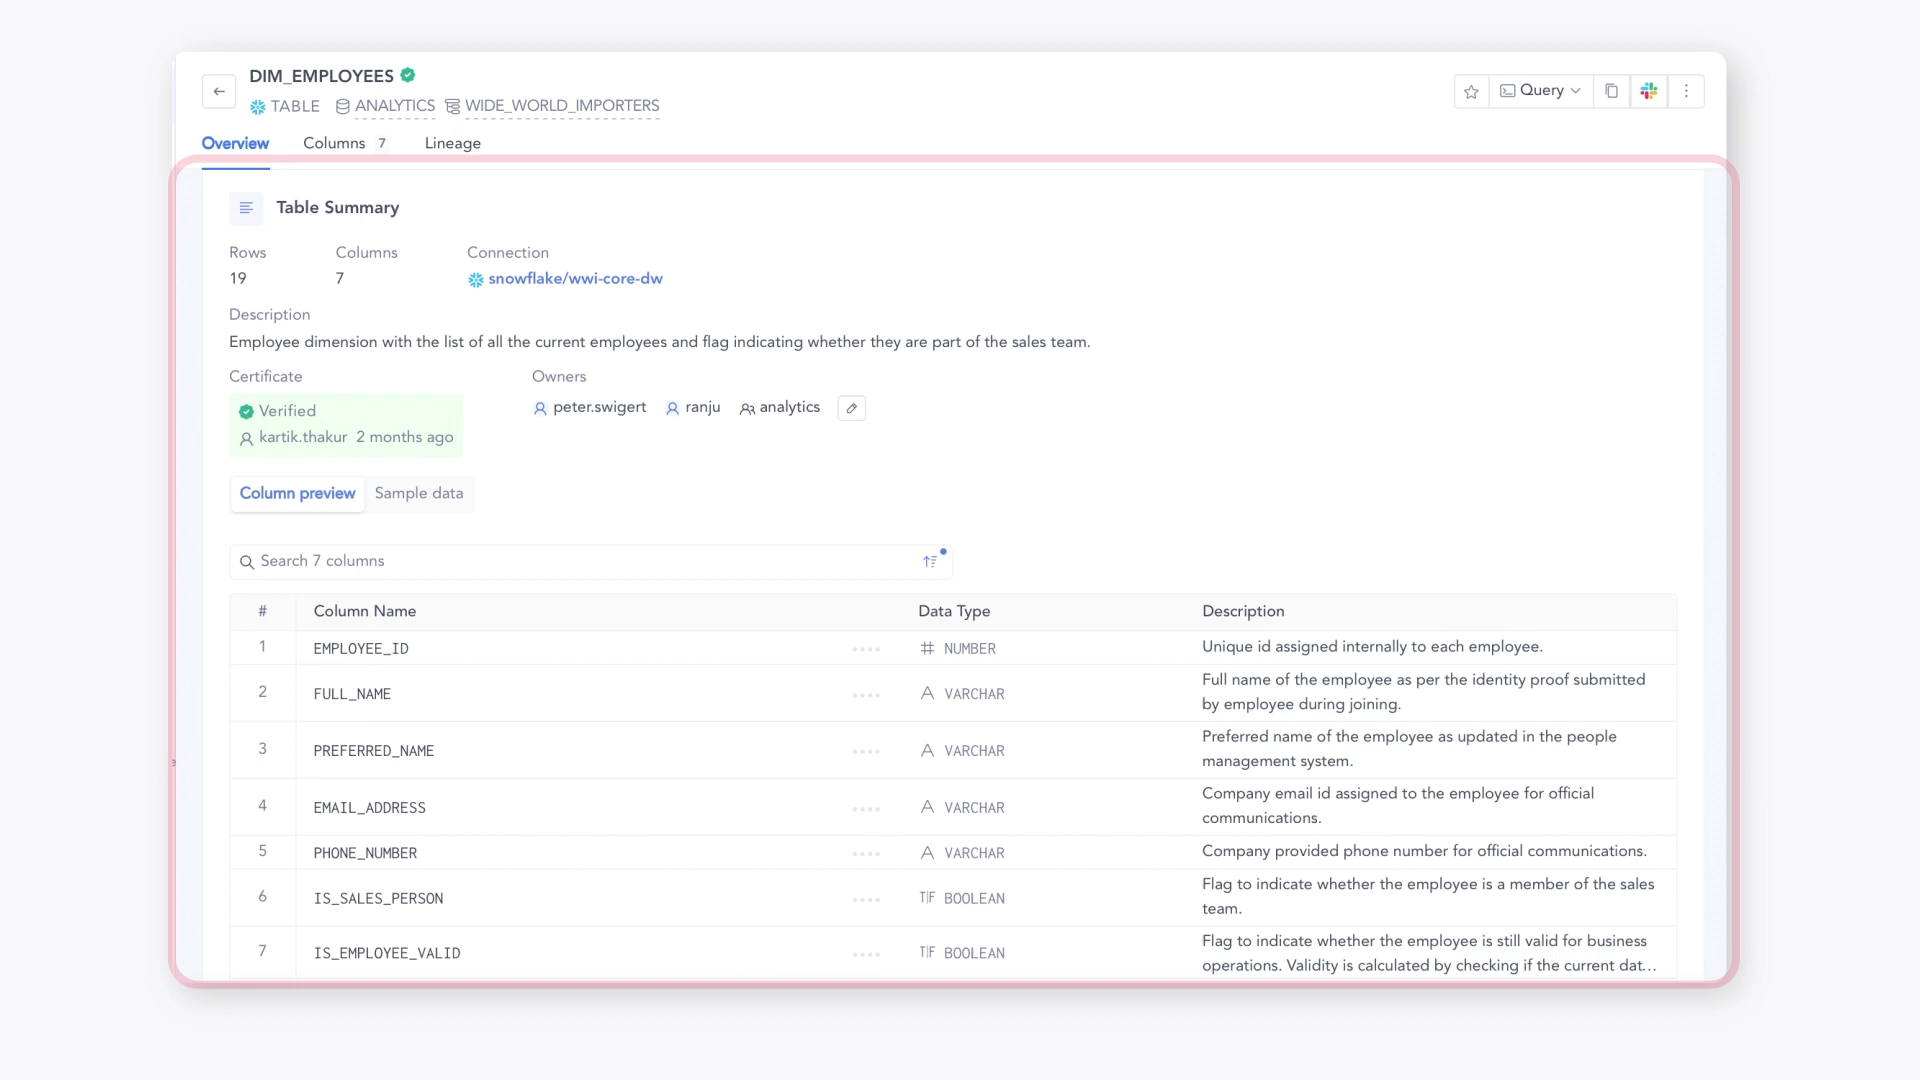 DIM_EMPLOYEES
TABLE ANALYTICS WIDE_WORLD_IMPORTERS
Query
Overview Columns 7 Lineage
Table Summary
Rows Columns Connection
19 7 snowflake/wwi-core-dw
Description
Employee dimension with the list of all the current employees and flag indicating whether they are part of the sales team.
Certificate Owners
Verified
kartik.thakur 2 months ago
peter.swigert ranju analytics
Column preview Sample data
Search 7 columns
# Column Name Data Type Description
1 EMPLOYEE_ID NUMBER Unique id assigned internally to each employee.
2 FULL_NAME VARCHAR Full name of the employee as per the identity proof submitted
by employee during joining.
3 PREFERRED_NAME VARCHAR Preferred name of the employee as updated in the people
management system.
4 EMAIL_ADDRESS VARCHAR Company email id assigned to the employee for official
communications.
5 PHONE_NUMBER VARCHAR Company provided phone number for official communications.
6 IS_SALES_PERSON T|F BOOLEAN Flag to indicate whether the employee is a member of the sales
team.
7 IS_EMPLOYEE_VALID T|F BOOLEAN Flag to indicate whether the employee is still valid for business
operations. Validity is calculated by checking if the current dat...